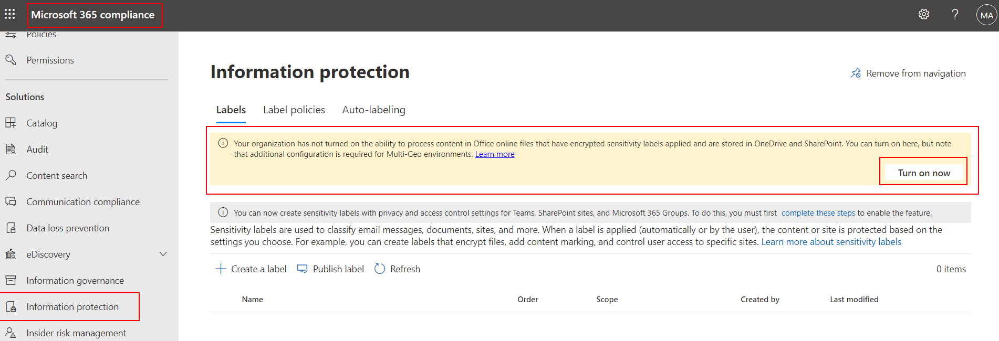 Microsoft 365 compliance
?
MA
Policies
Permissions
Solutions
Catalog
Audit
Content search
Communication compliance
Data loss prevention
eDiscovery
Information governance
Information protection
Insider risk management
Information protection
Remove from navigation
Labels Label policies Auto-labeling
Your organization has not turned on the ability to process content in Office online files that have encrypted sensitivity labels applied and are stored in OneDrive and SharePoint. You can turn on here, but note
that additional configuration is required for Multi-Geo environments. Learn more
Turn on now
You can now create sensitivity labels with privacy and access control settings for Teams, SharePoint sites, and Microsoft 365 Groups. To do this, you must first complete these steps to enable the feature.
Sensitivity labels are used to classify email messages, documents, sites, and more. When a label is applied (automatically or by the user), the content or site is protected based on the
settings you choose. For example, you can create labels that encrypt files, add content marking, and control user access to specific sites. Learn more about sensitivity labels
Create a label Publish label Refresh 0 items
Name Order Scope Created by Last modified